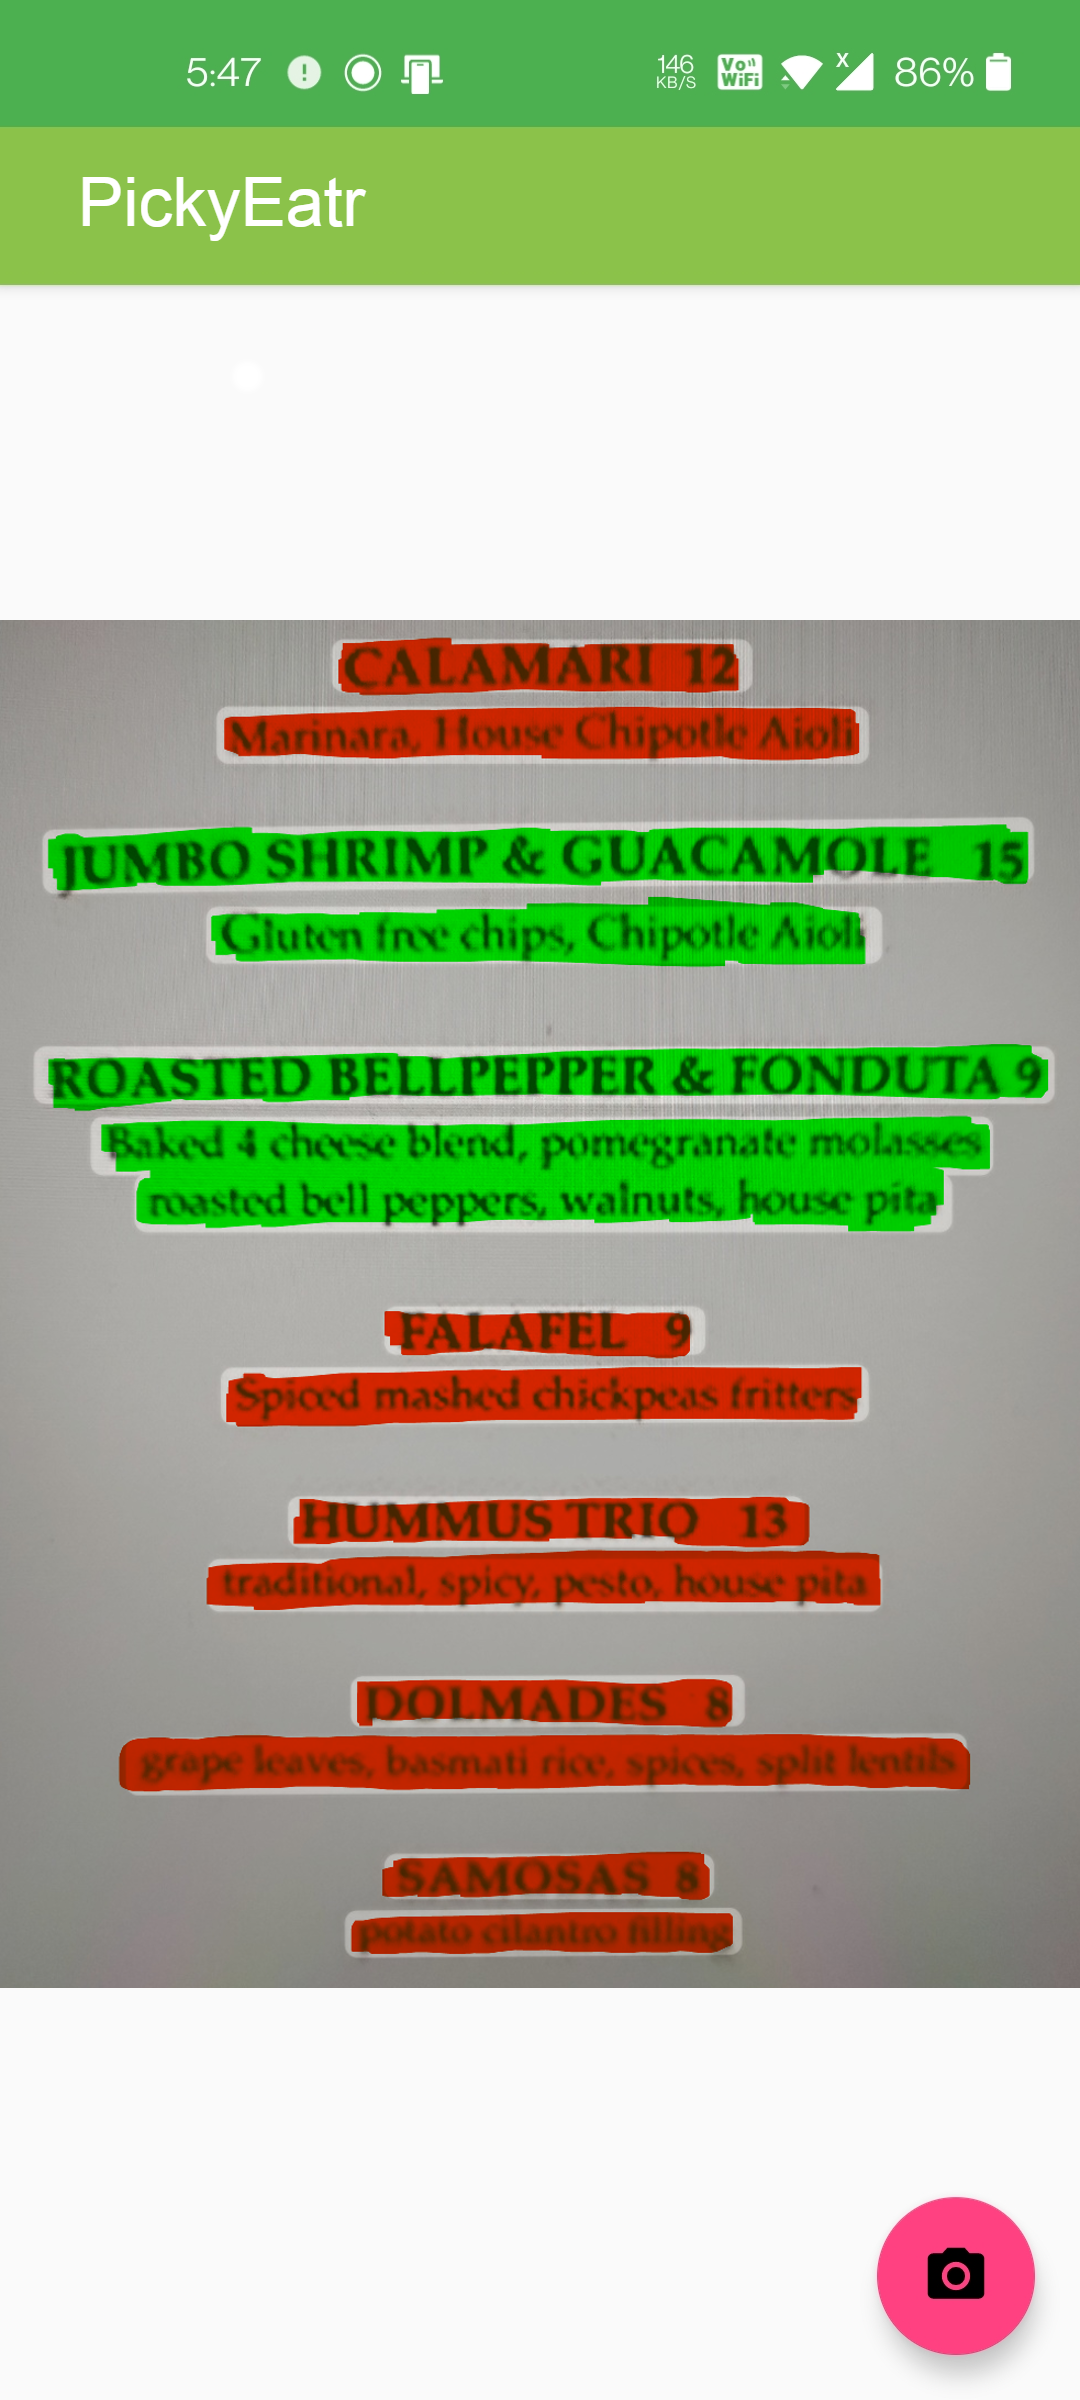 5:47 146 KB/S Vo WiFi X 86%
PickyEatr
CALAMARI 12
Marinara, House Chipotle Aioli
JUMBO SHRIMP & GUACAMOLE 15
Gluten free chips, Chipotle Aioli
ROASTED BELLPEPPER & FONDUTA 9
Baked 4 cheese blend, pomegranate molasses
roasted bell peppers, walnuts, house pita
FALAFEL 9
Spiced mashed chickpeas fritters
HUMMUS TRIO 13
traditional, spicy, pesto, house pita
DOLMADES 8
grape leaves, basmati rice, spices, split lentils
SAMOSAS 8
potato cilantro filling